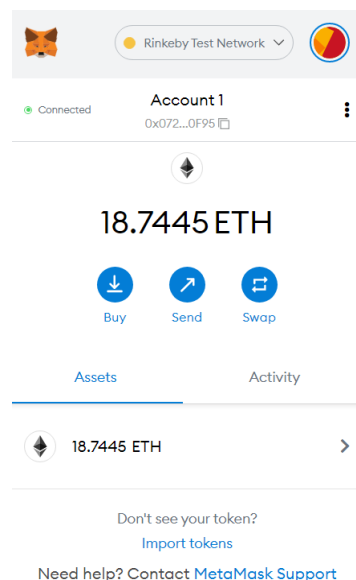 Rinkeby Test Network
Connected
Account 1
0x072...0F95
18.7445 ETH
Buy Send Swap
Assets Activity
18.7445 ETH
Don't see your token?
Import tokens
Need help? Contact MetaMask Support